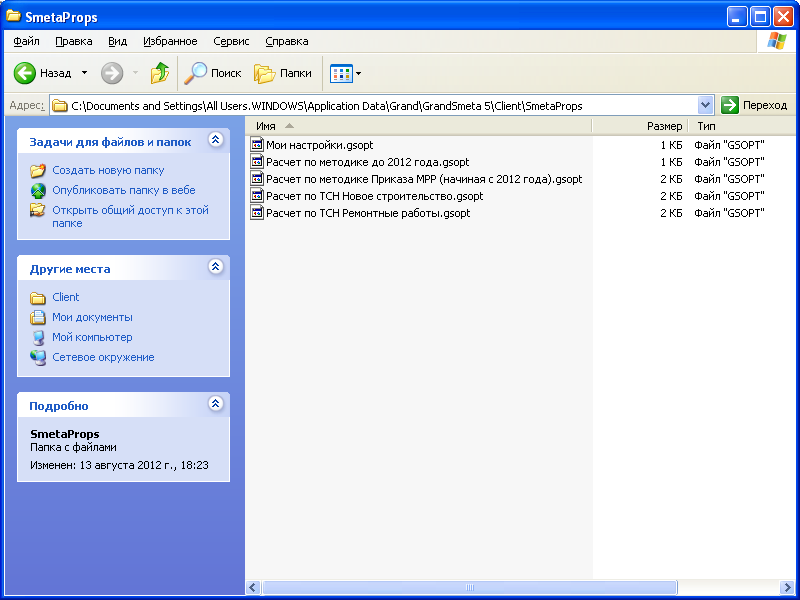 SmetaProps
Файл Правка Вид Избранное Сервис Справка
Назад Поиск Папки
Адрес: C:\Documents and Settings\All Users.WINDOWS\Application Data\Grand\GrandSmeta 5\Client\SmetaProps Переход
Задачи для файлов и папок
Создать новую папку
Опубликовать папку в вебе
Открыть общий доступ к этой
папке
Другие места
Client
Мои документы
Мой компьютер
Сетевое окружение
Подробно
SmetaProps
Папка с файлами
Изменен: 13 августа 2012 г., 18:23
Имя Размер Тип
Мои настройки.gsopt 1 КБ Файл "GSOPT"
Расчет по методике до 2012 года.gsopt 1 КБ Файл "GSOPT"
Расчет по методике Приказа МРР (начиная с 2012 года).gsopt 2 КБ Файл "GSOPT"
Расчет по ТСН Новое строительство.gsopt 2 КБ Файл "GSOPT"
Расчет по ТСН Ремонтные работы.gsopt 2 КБ Файл "GSOPT"